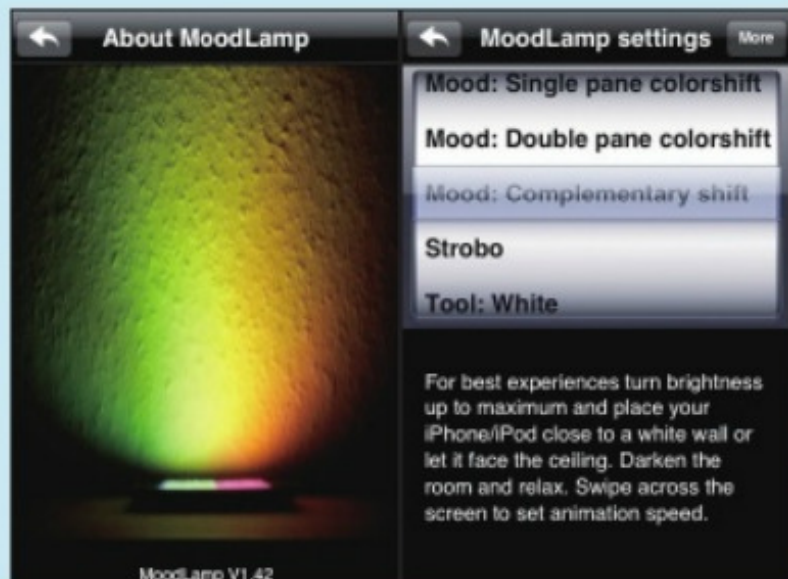 About MoodLamp
MoodLamp V1.42
MoodLamp settings
More
Mood: Single pane colorshift
Mood: Double pane colorshift
Mood: Complementary shift
Strobo
Tool: White
For best experiences turn brightness
up to maximum and place your
iPhone/iPod close to a white wall or
let it face the ceiling. Darken the
room and relax. Swipe across the
screen to set animation speed.